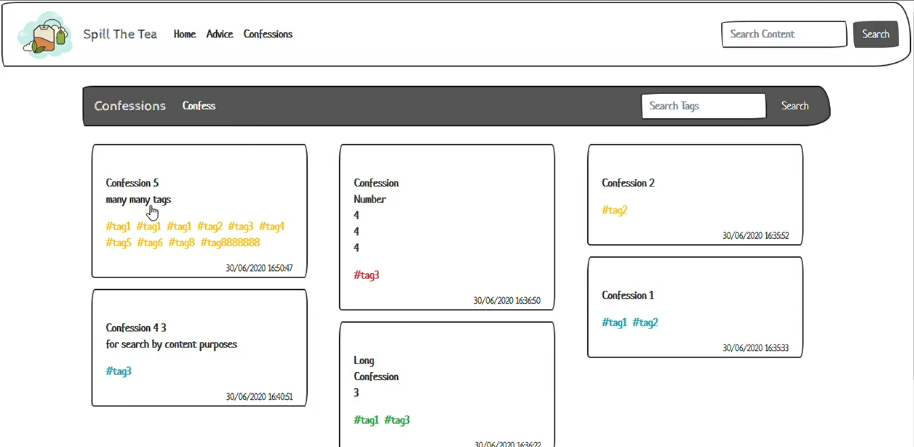 Spill The Tea Home Advice Confessions Search Content Search
Confessions Confess Search Tags Search
Confession 5
many many tags
#tag1 #tag1 #tag1 #tag2 #tag3 #tag4
#tag5 #tag6 #tag8 #tag8888888
30/06/2020 16:50:47
Confession 4 3
for search by content purposes
#tag3
30/06/2020 16:40:51
Confession
Number
4
4
4
#tag3
30/06/2020 16:36:50
Long
Confession
3
#tag1 #tag3
30/06/2020 16:36:22
Confession 2
#tag2
30/06/2020 16:35:52
Confession 1
#tag1 #tag2
30/06/2020 16:35:33